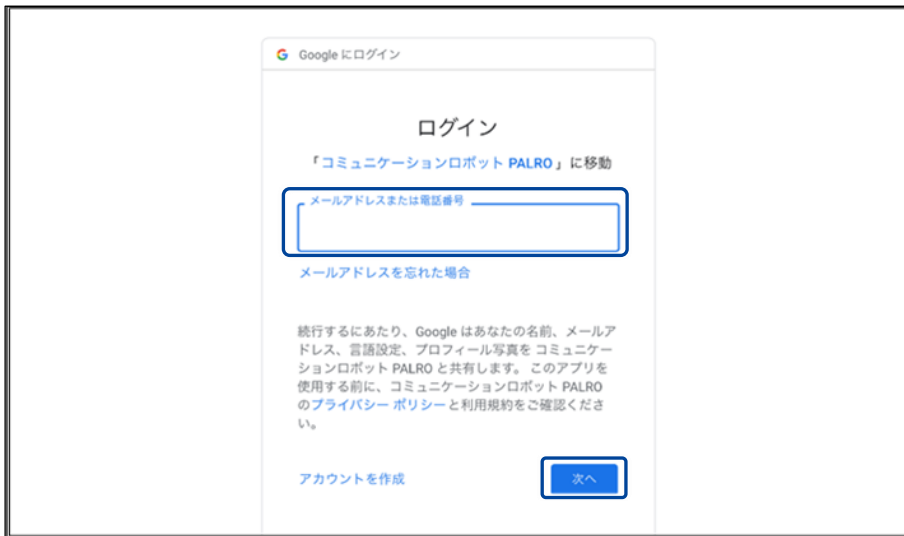 Google にログイン
ログイン
「コミュニケーションロボット PALRO」に移動
メールアドレスまたは電話番号
メールアドレスを忘れた場合
続行するにあたり、Google はあなたの名前、メールア
ドレス、言語設定、プロフィール写真を コミュニケー
ションロボット PALRO と共有します。 このアプリを
使用する前に、コミュニケーションロボット PALRO
のプライバシー ポリシーと利用規約をご確認くださ
い。
アカウントを作成
次へ